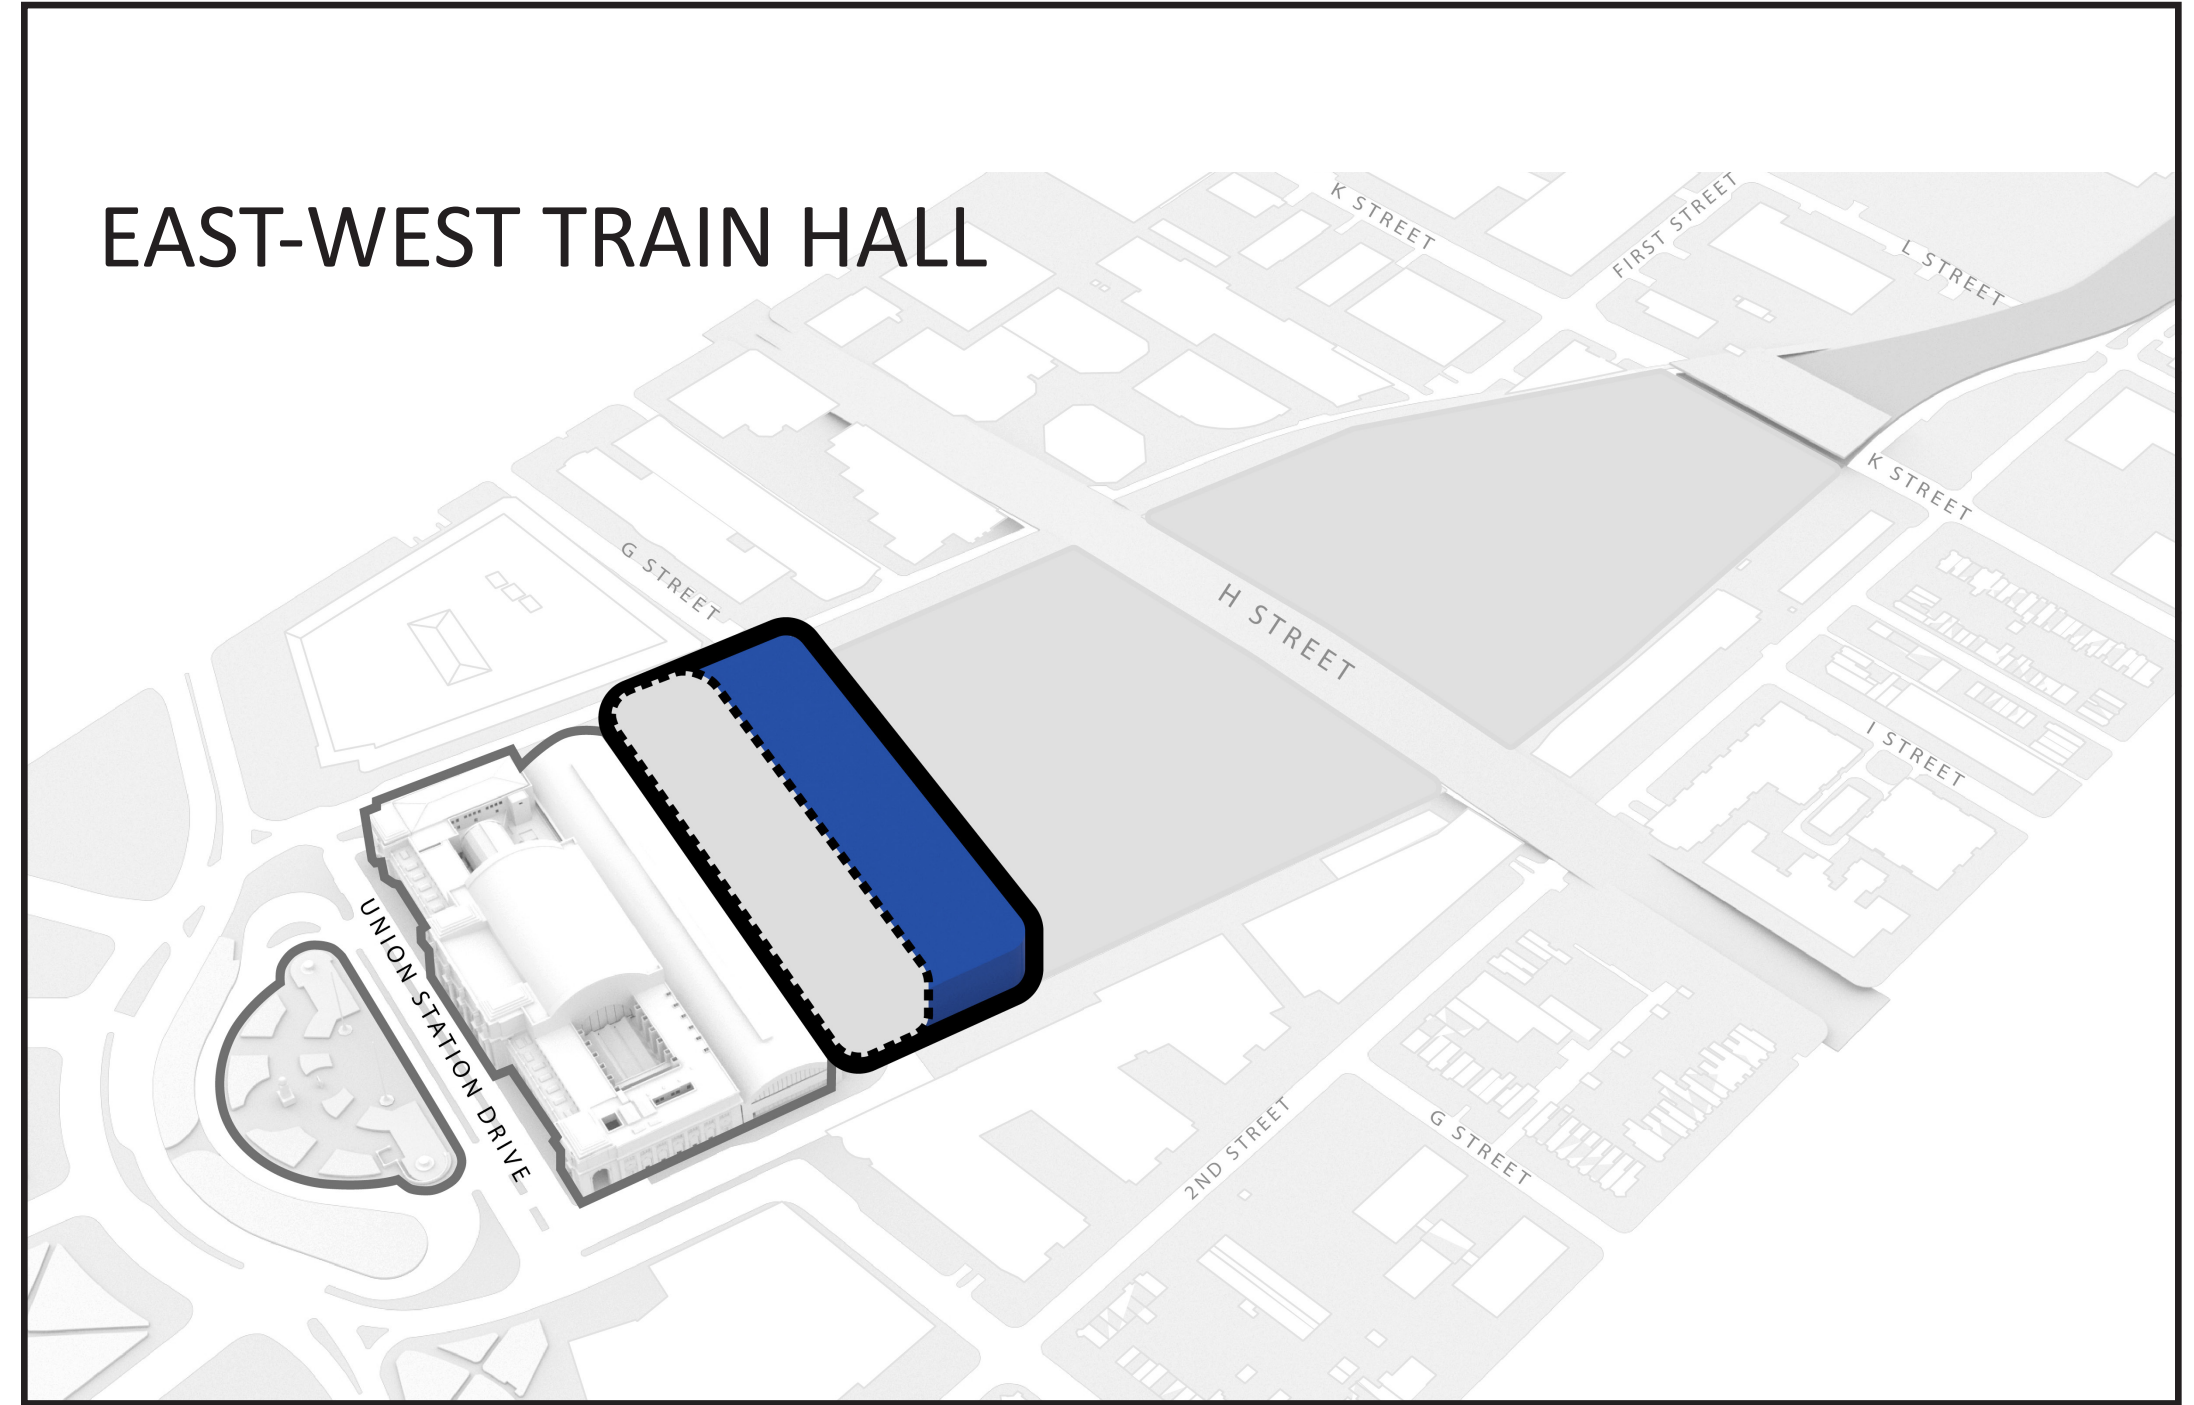 EAST-WEST TRAIN HALL
K STREET
FIRST STREET
L STREET
K STREET
G STREET
H STREET
I STREET
UNION STATION DRIVE
2ND STREET
G STREET